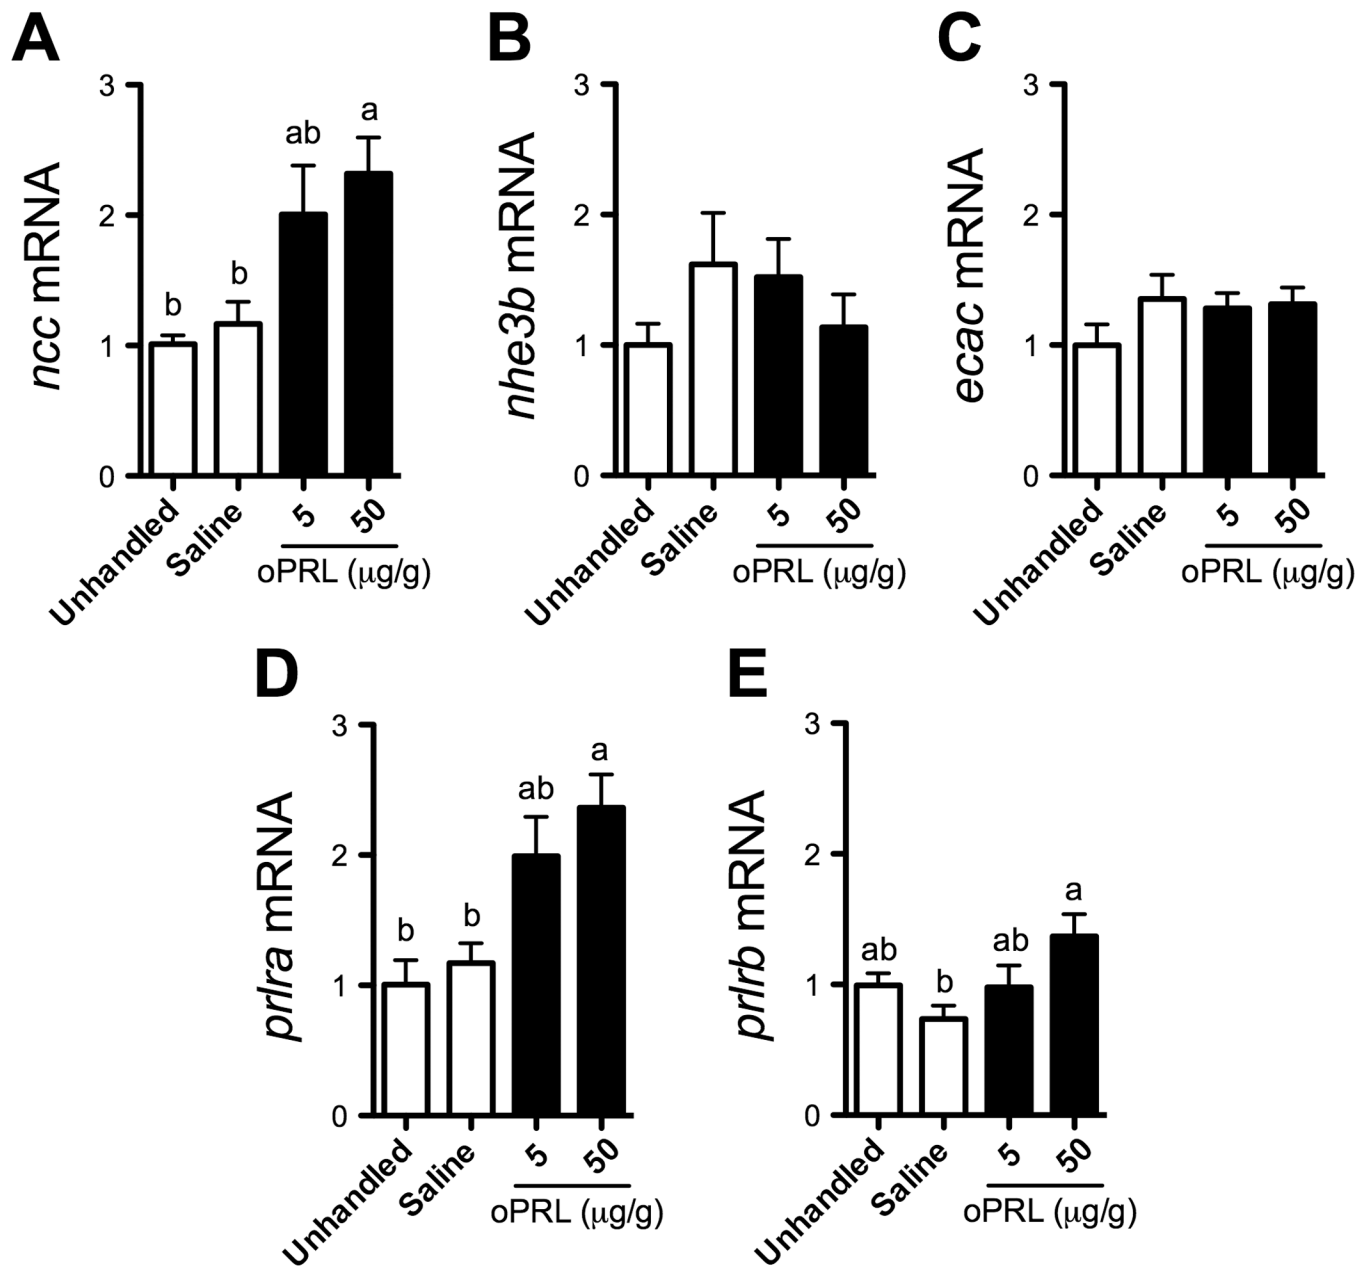 A
ncc mRNA
3
2
1
0
b
b
ab
a
Unhandled
Saline
5
50
oPRL (μg/g)
B
nhe3b mRNA
3
2
1
0
Unhandled
Saline
5
50
oPRL (μg/g)
C
ecac mRNA
3
2
1
0
Unhandled
Saline
5
50
oPRL (μg/g)
D
prlra mRNA
3
2
1
0
b
b
ab
a
Unhandled
Saline
5
50
oPRL (μg/g)
E
prlrb mRNA
3
2
1
0
ab
b
ab
a
Unhandled
Saline
5
50
oPRL (μg/g)